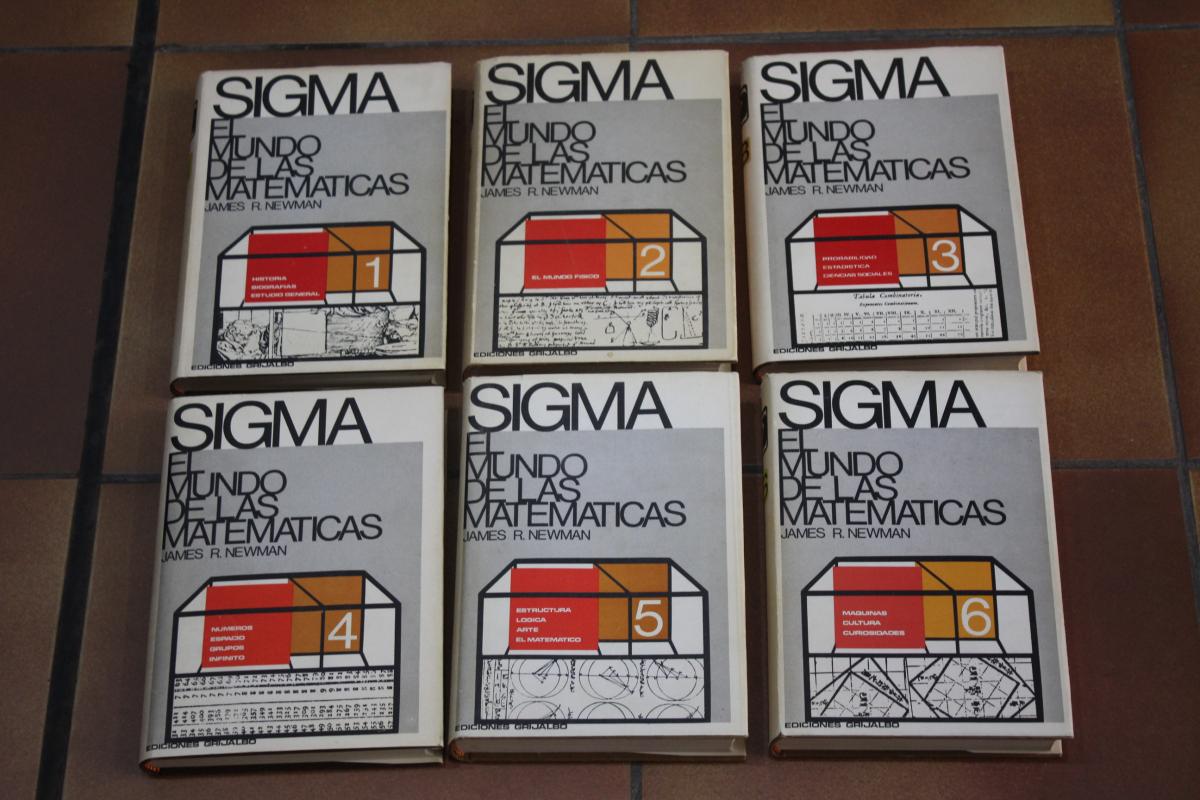 SIGMA
EL
MUNDO
DE LAS
MATEMATICAS
JAMES R. NEWMAN
HISTORIA
BIOGRAFIAS
ESTUDIO GENERAL
1
EDICIONES GRIJALBO
SIGMA
EL
MUNDO
DE LAS
MATEMATICAS
JAMES R. NEWMAN
EL MUNDO FISICO
2
EDICIONES GRIJALBO
SIGMA
EL
MUNDO
DE LAS
MATEMATICAS
JAMES R. NEWMAN
PROBABILIDAD
ESTADISTICA
CIENCIAS SOCIALES
3
Tabula Combinatoria.
Exponentes Combinationum.
EDICIONES GRIJALBO
SIGMA
EL
MUNDO
DE LAS
MATEMATICAS
JAMES R. NEWMAN
NUMEROS
ESPACIO
GRUPOS
INFINITO
4
EDICIONES GRIJALBO
SIGMA
EL
MUNDO
DE LAS
MATEMATICAS
JAMES R. NEWMAN
ESTRUCTURA
LOGICA
ARTE
EL MATEMATICO
5
EDICIONES GRIJALBO
SIGMA
EL
MUNDO
DE LAS
MATEMATICAS
JAMES R. NEWMAN
MAQUINAS
CULTURA
CURIOSIDADES
6
EDICIONES GRIJALBO